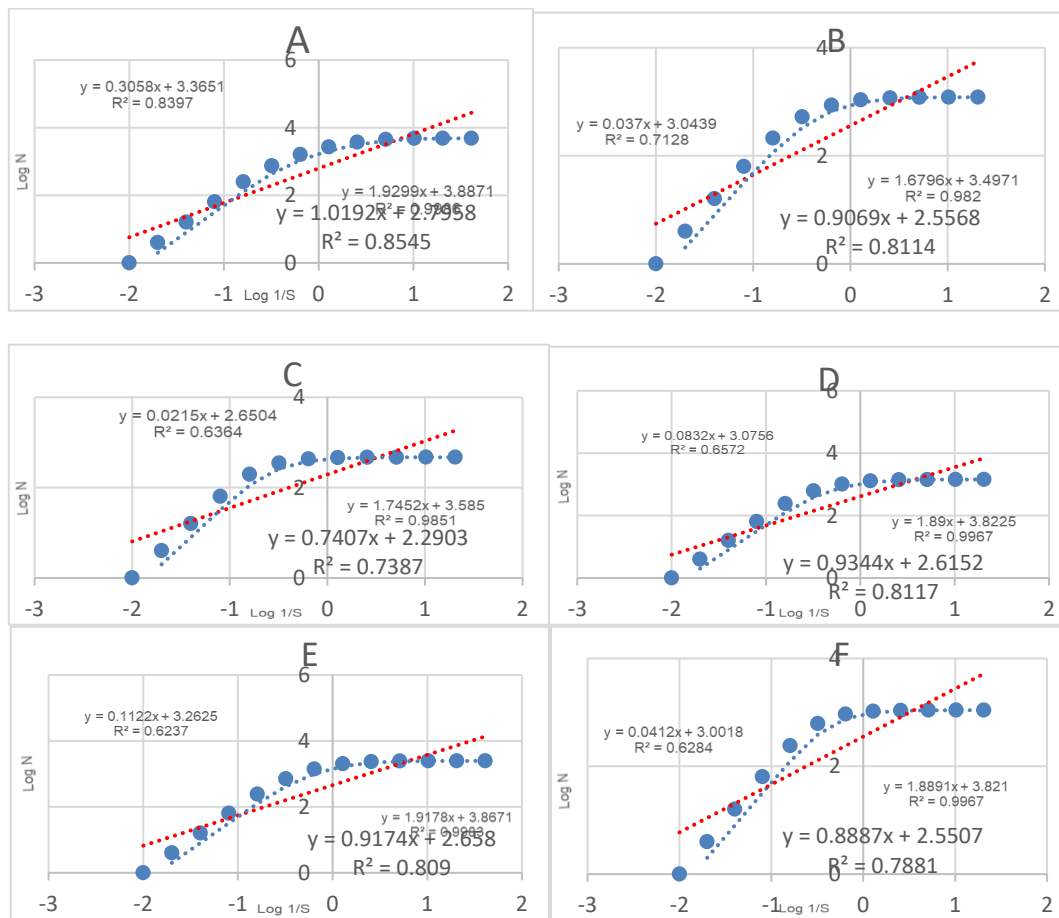 A
6
y = 0.3058x + 3.3651
R² = 0.8397
4
Log N
2
y = 1.9299x + 3.8871
y = 1.0192x + 2.7958
R² = 0.8545
0
-3 -2 -1 0 1 2
Log 1/S
B
4
y = 0.037x + 3.0439
R² = 0.7128
2
y = 1.6796x + 3.4971
R² = 0.982
y = 0.9069x + 2.5568
R² = 0.8114
0
-3 -2 -1 0 1 2
C
4
y = 0.0215x + 2.6504
R² = 0.6364
Log N
2
y = 1.7452x + 3.585
R² = 0.9851
y = 0.7407x + 2.2903
R² = 0.7387
0
-3 -2 -1 0 1 2
Log 1/S
D
6
y = 0.0832x + 3.0756
R² = 0.6572
4
Log N
2
y = 1.89x + 3.8225
R² = 0.9967
y = 0.9344x + 2.6152
R² = 0.8117
0
-3 -2 -1 0 1 2
Log 1/S
E
6
y = 0.1122x + 3.2625
R² = 0.6237
4
Log N
2
y = 1.9178x + 3.8671
y = 0.9174x + 2.658
R² = 0.809
0
-3 -2 -1 0 1 2
Log 1/S
F
4
y = 0.0412x + 3.0018
R² = 0.6284
Log N
2
y = 1.8891x + 3.821
R² = 0.9967
y = 0.8887x + 2.5507
R² = 0.7881
0
-3 -2 -1 0 1 2
Log 1/S